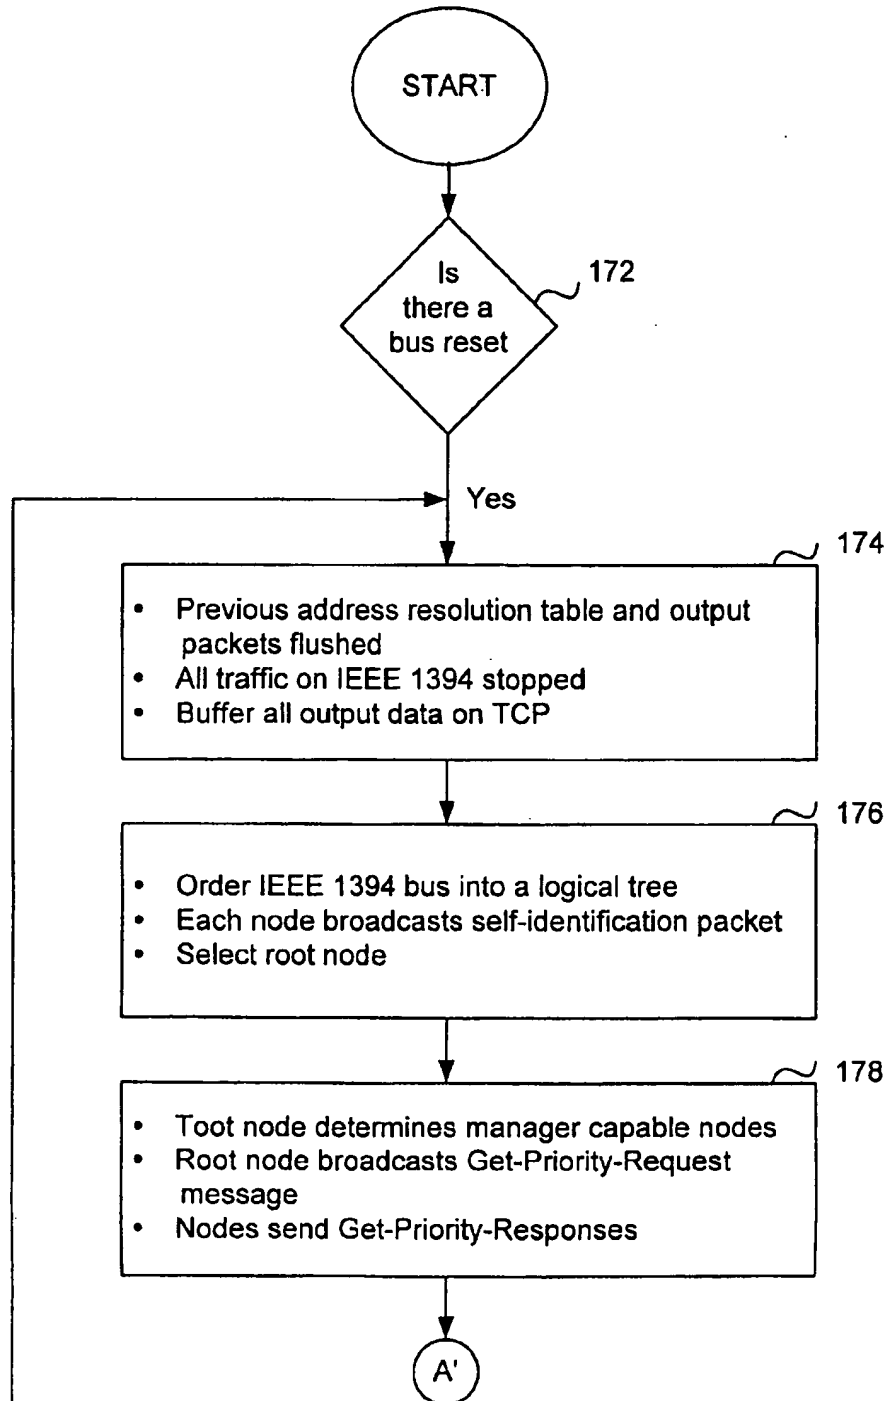 START
Is
there a
bus reset
172
Yes
174
• Previous address resolution table and output
packets flushed
• All traffic on IEEE 1394 stopped
• Buffer all output data on TCP
176
• Order IEEE 1394 bus into a logical tree
• Each node broadcasts self-identification packet
• Select root node
178
• Toot node determines manager capable nodes
• Root node broadcasts Get-Priority-Request
message
• Nodes send Get-Priority-Responses
A'